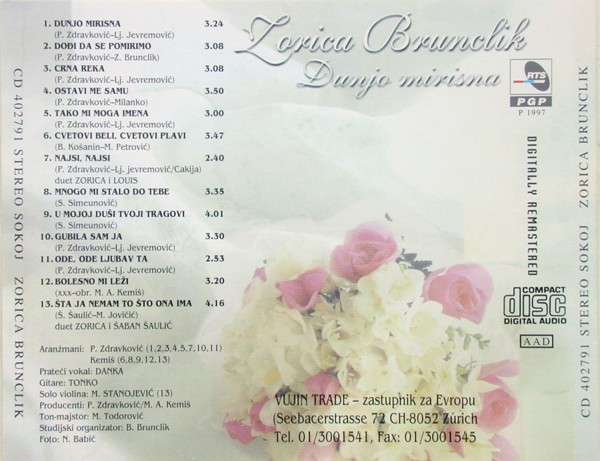 Zorica Brunclik
Dunjo mirisna
RTS
PGP
P 1997
DIGITALLY REMASTERED
COMPACT
disc
DIGITAL AUDIO
AAD
1. DUNJO MIRISNA 3.24
(P. Zdravković–Lj. Jevremović)
2. DOĐI DA SE POMIRIMO 3.08
(P. Zdravković–Z. Brunclik)
3. CRNA REKA 3.08
(P. Zdravković–Lj. Jevremović)
4. OSTAVI ME SAMU 3.50
(P. Zdravković–Milanko)
5. TAKO MI MOGA IMENA 3.00
(P. Zdravković–Lj. Jevremović)
6. CVETOVI BELI, CVETOVI PLAVI 3.47
(B. Košanin–M. Petrović)
7. NAJSI, NAJSI 2.40
(P. Zdravković–Lj. jevremović/Cakija)
duet ZORICA i LOUIS
8. MNOGO MI STALO DO TEBE 3.35
(S. Simeunović)
9. U MOJOJ DUŠI TVOJI TRAGOVI 4.01
(S. Simeunović)
10. GUBILA SAM JA 3.30
(P. Zdravković–Lj. Jevremović)
11. ODE, ODE LJUBAV TA 2.53
(P. Zdravković–Lj. Jevremović)
12. BOLESNO MI LEŽI 3.20
(xxx-obr. M. A. Kemiš)
13. ŠTA JA NEMAM TO ŠTO ONA IMA 4.16
(Š. Šaulić–M. Jovičić)
duet ZORICA i ŠABAN ŠAULIĆ
Aranžmani: P. Zdravković (1,2,3,4,5,7,10,11)
Kemiš (6,8,9,12,13)
Prateći vokal: DANKA
Gitare: TONKO
Solo violina: M. STANOJEVIĆ (13)
Producenti: P. Zdravković/M. A. Kemiš
Ton-majstor: M. Todorović
Studijski organizator: B. Brunclik
Foto: N. Babić
VUJIN TRADE – zastupnik za Evropu
(Seebacerstrasse 72 CH-8052 Zürich
Tel. 01/3001541, Fax: 01/3001545
CD 402791 STEREO SOKOJ ZORICA BRUNCLIK
CD 402791 STEREO SOKOJ ZORICA BRUNCLIK